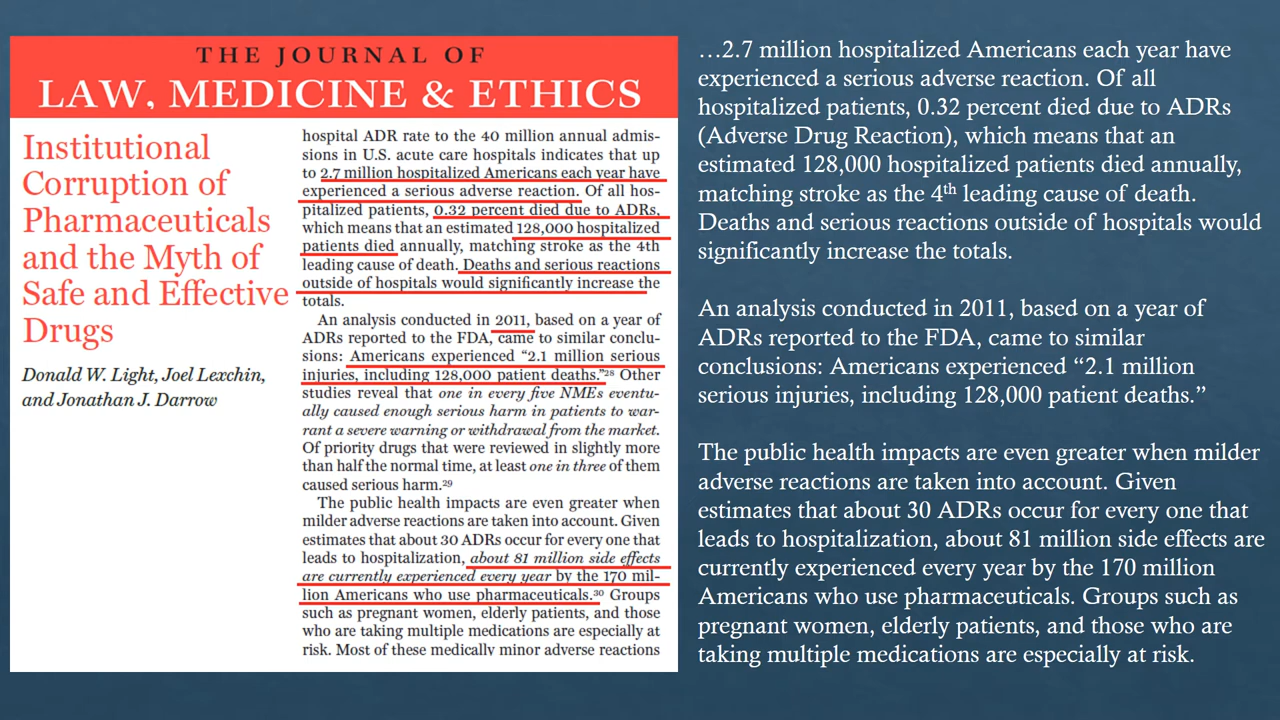 THE JOURNAL OF
LAW, MEDICINE & ETHICS
Institutional
Corruption of
Pharmaceuticals
and the Myth of
Safe and Effective
Drugs
Donald W. Light, Joel Lexchin,
and Jonathan J. Darrow
hospital ADR rate to the 40 million annual admis-
sions in U.S. acute care hospitals indicates that up
to 2.7 million hospitalized Americans each year have
experienced a serious adverse reaction. Of all hos-
pitalized patients, 0.32 percent died due to ADRs,
which means that an estimated 128,000 hospitalized
patients died annually, matching stroke as the 4th
leading cause of death. Deaths and serious reactions
outside of hospitals would significantly increase the
totals.
An analysis conducted in 2011, based on a year of
ADRs reported to the FDA, came to similar conclu-
sions: Americans experienced “2.1 million serious
injuries, including 128,000 patient deaths.”28 Other
studies reveal that one in every five NMEs eventu-
ally caused enough serious harm in patients to war-
rant a severe warning or withdrawal from the market.
Of priority drugs that were reviewed in slightly more
than half the normal time, at least one in three of them
caused serious harm.29
The public health impacts are even greater when
milder adverse reactions are taken into account. Given
estimates that about 30 ADRs occur for every one that
leads to hospitalization, about 81 million side effects
are currently experienced every year by the 170 mil-
lion Americans who use pharmaceuticals.30 Groups
such as pregnant women, elderly patients, and those
who are taking multiple medications are especially at
risk. Most of these medically minor adverse reactions
…2.7 million hospitalized Americans each year have
experienced a serious adverse reaction. Of all
hospitalized patients, 0.32 percent died due to ADRs
(Adverse Drug Reaction), which means that an
estimated 128,000 hospitalized patients died annually,
matching stroke as the 4th leading cause of death.
Deaths and serious reactions outside of hospitals would
significantly increase the totals.
An analysis conducted in 2011, based on a year of
ADRs reported to the FDA, came to similar
conclusions: Americans experienced “2.1 million
serious injuries, including 128,000 patient deaths.”
The public health impacts are even greater when milder
adverse reactions are taken into account. Given
estimates that about 30 ADRs occur for every one that
leads to hospitalization, about 81 million side effects are
currently experienced every year by the 170 million
Americans who use pharmaceuticals. Groups such as
pregnant women, elderly patients, and those who are
taking multiple medications are especially at risk.